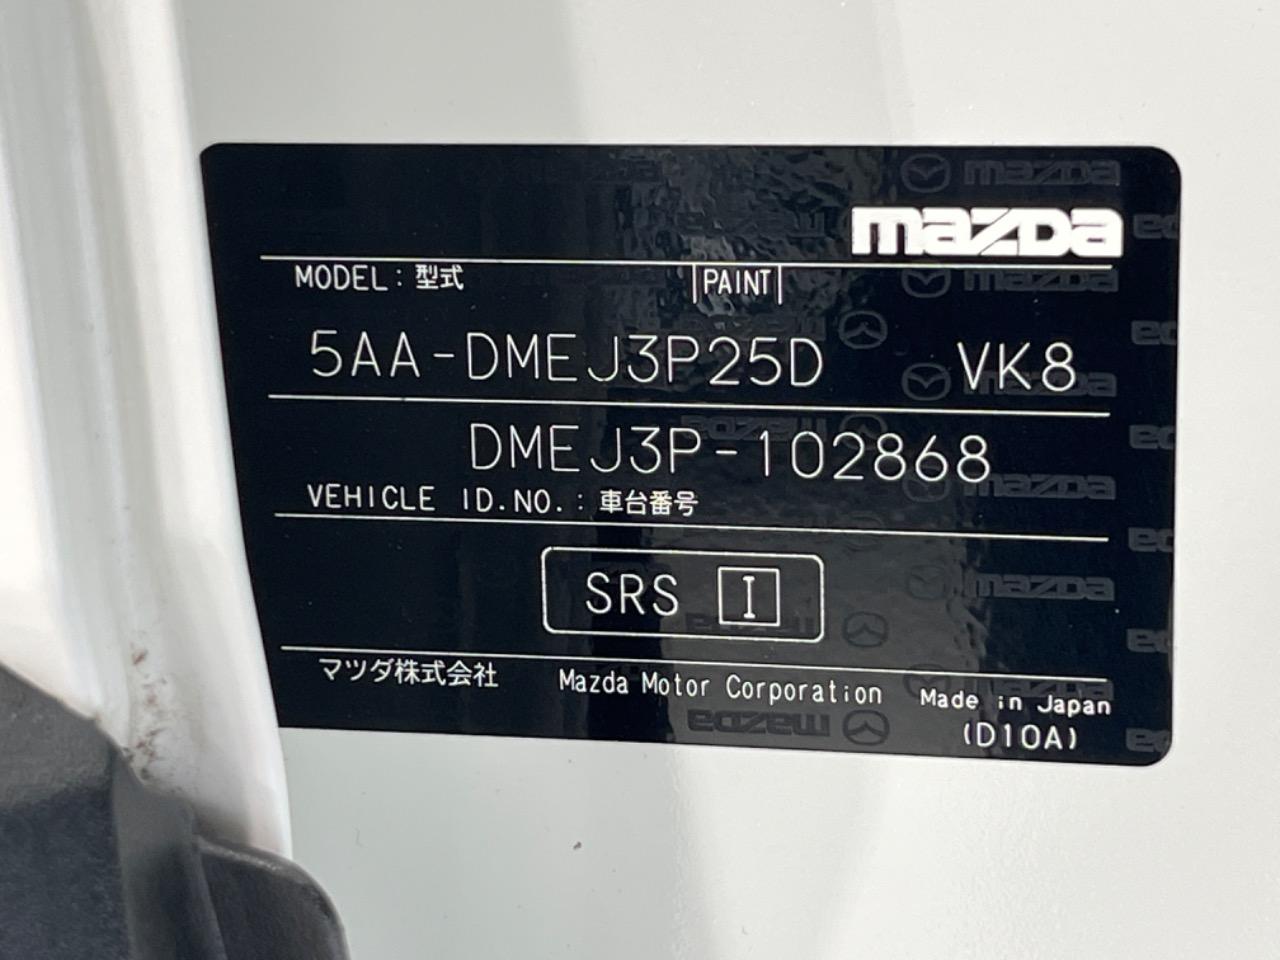 mazda
MODEL：型式 PAINT
5AA-DMEJ3P25D VK8
DMEJ3P-102868
VEHICLE ID.NO.：車台番号
SRS I
マツダ株式会社 Mazda Motor Corporation Made in Japan
(D10A)